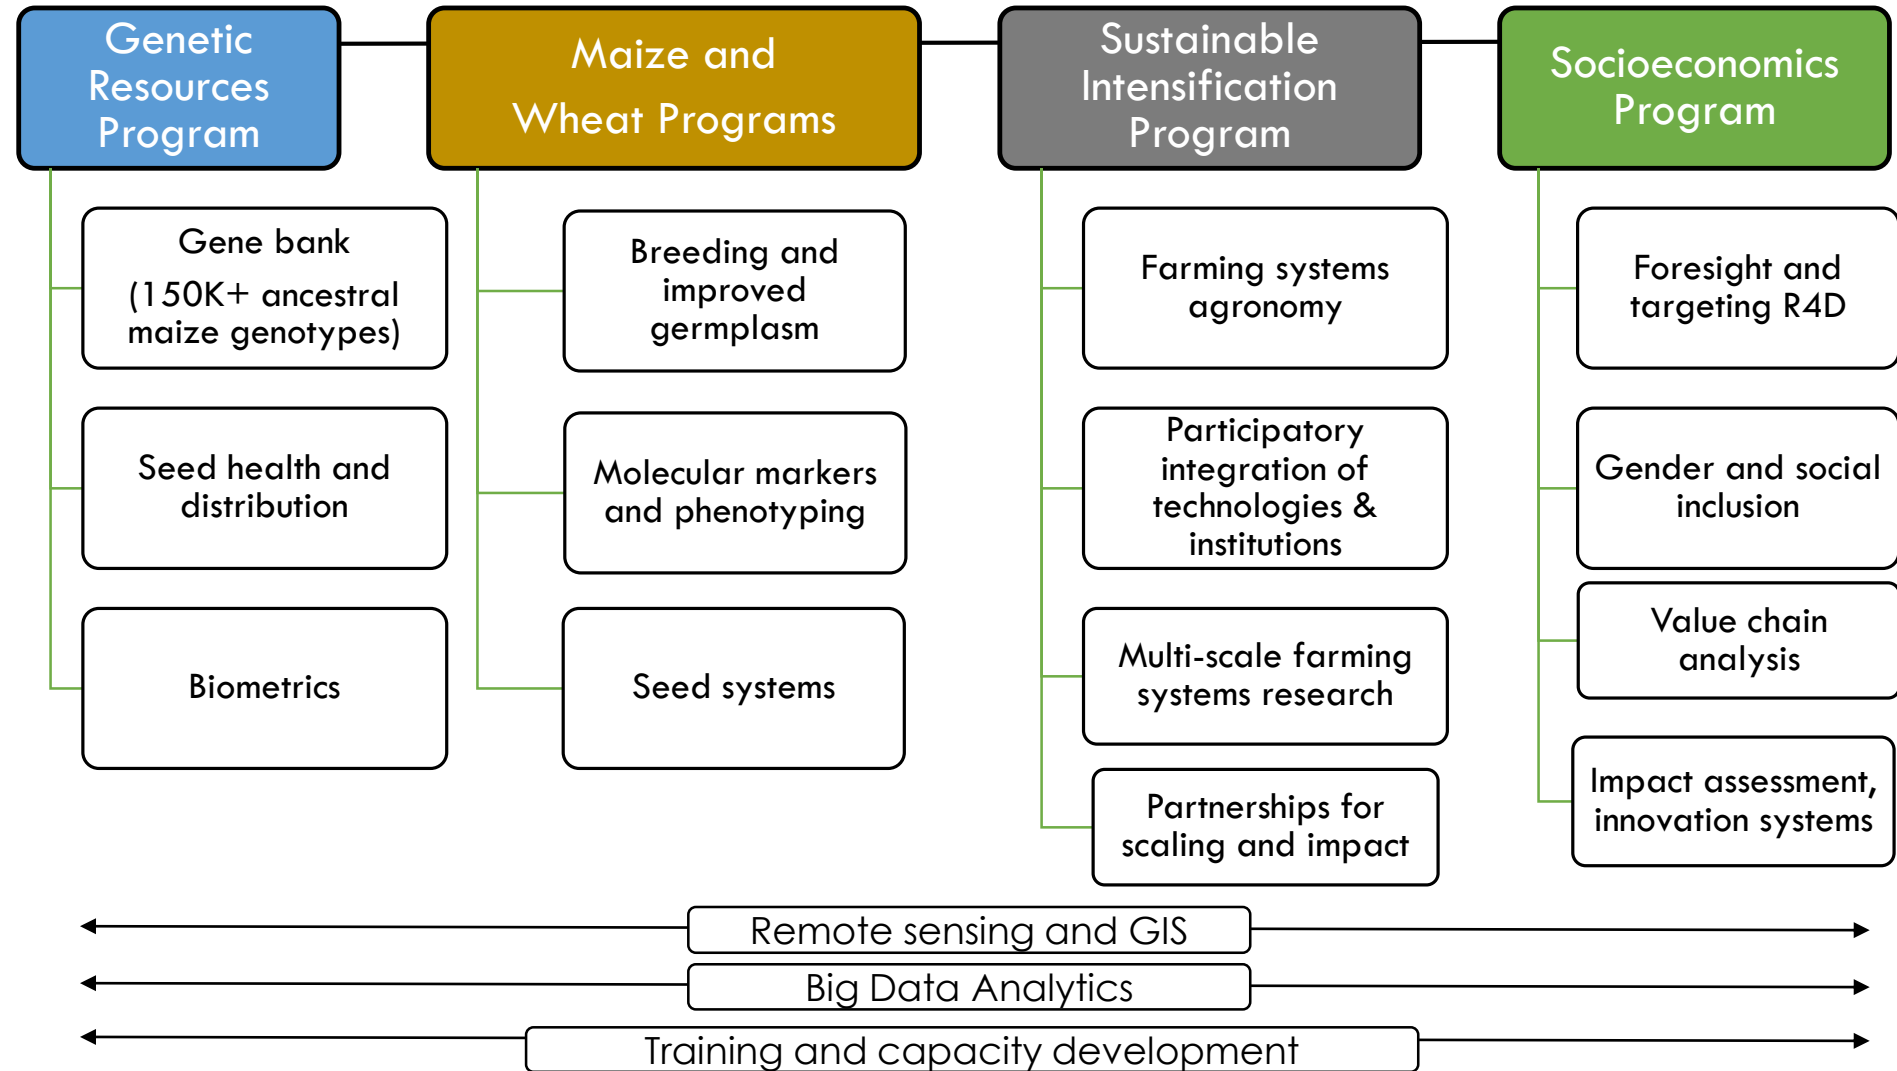 Genetic
Resources
Program
Maize and
Wheat Programs
Sustainable
Intensification
Program
Socioeconomics
Program
Gene bank
(150K+ ancestral
maize genotypes)
Seed health and
distribution
Biometrics
Breeding and
improved
germplasm
Molecular markers
and phenotyping
Seed systems
Farming systems
agronomy
Participatory
integration of
technologies &
institutions
Multi-scale farming
systems research
Partnerships for
scaling and impact
Foresight and
targeting R4D
Gender and social
inclusion
Value chain
analysis
Impact assessment,
innovation systems
Remote sensing and GIS
Big Data Analytics
Training and capacity development